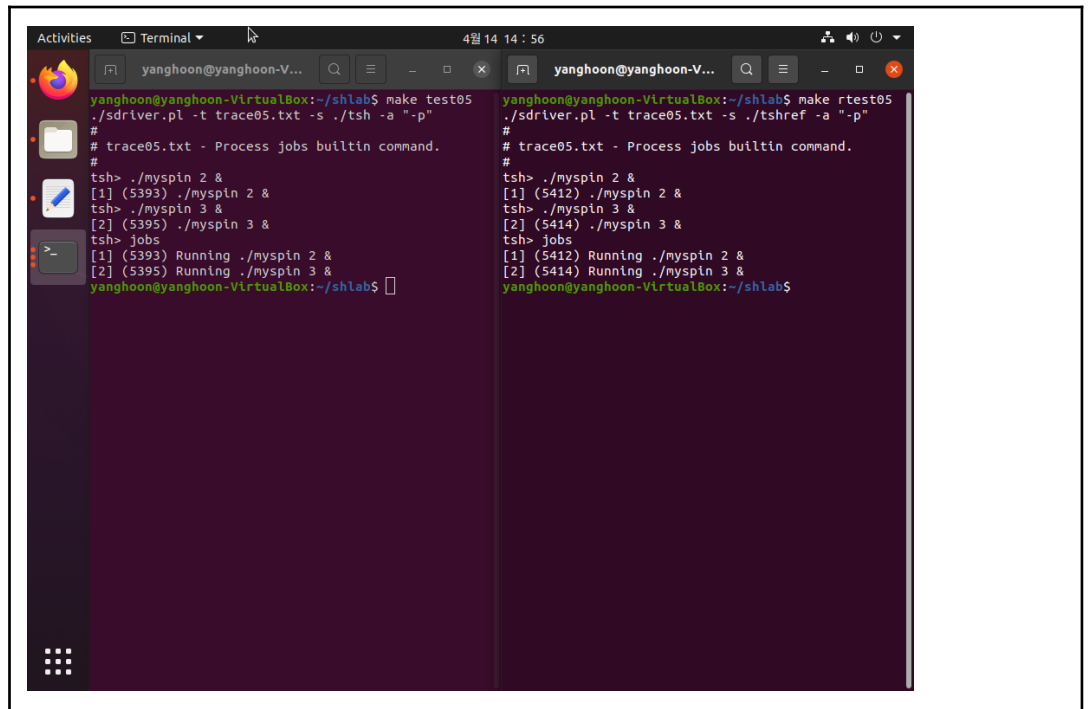 Activities
Terminal
4월 14 14 : 56
yanghoon@yanghoon-V...
yanghoon@yanghoon-VirtualBox:~/shlab$ make test05
./sdriver.pl -t trace05.txt -s ./tsh -a "-p"
#
# trace05.txt - Process jobs builtin command.
#
tsh> ./myspin 2 &
[1] (5393) ./myspin 2 &
tsh> ./myspin 3 &
[2] (5395) ./myspin 3 &
tsh> jobs
[1] (5393) Running ./myspin 2 &
[2] (5395) Running ./myspin 3 &
yanghoon@yanghoon-VirtualBox:~/shlab$
yanghoon@yanghoon-V...
yanghoon@yanghoon-VirtualBox:~/shlab$ make rtest05
./sdriver.pl -t trace05.txt -s ./tshref -a "-p"
#
# trace05.txt - Process jobs builtin command.
#
tsh> ./myspin 2 &
[1] (5412) ./myspin 2 &
tsh> ./myspin 3 &
[2] (5414) ./myspin 3 &
tsh> jobs
[1] (5412) Running ./myspin 2 &
[2] (5414) Running ./myspin 3 &
yanghoon@yanghoon-VirtualBox:~/shlab$